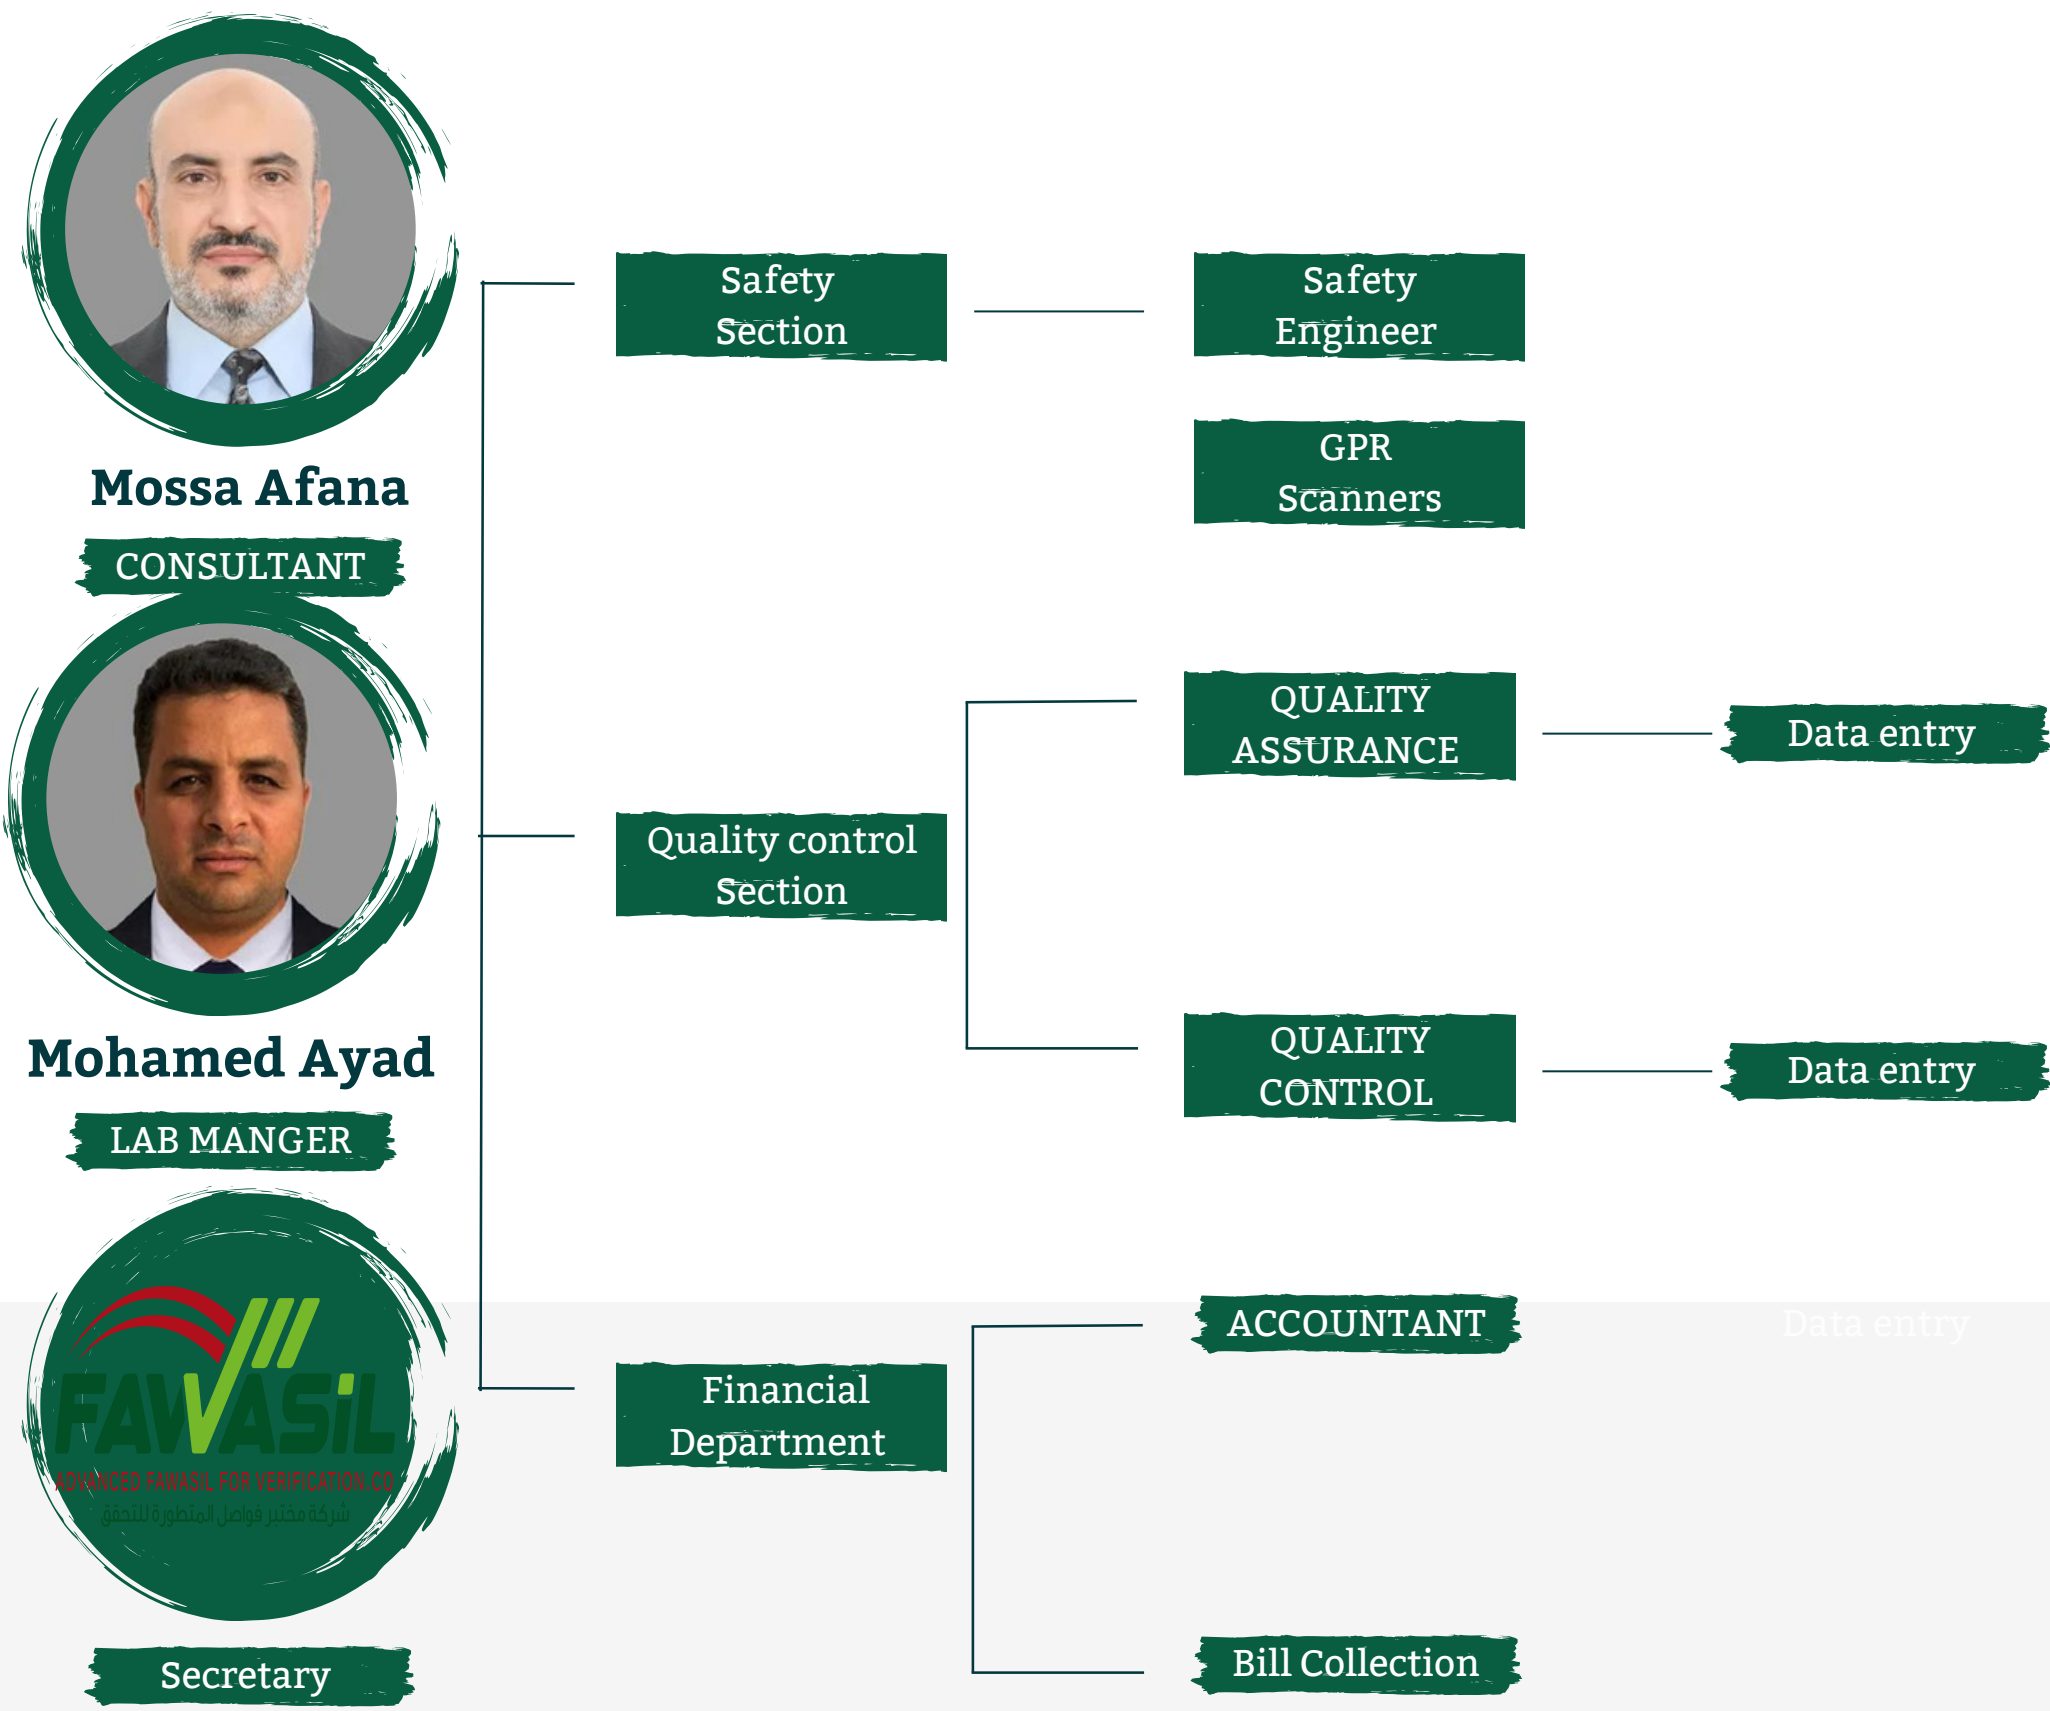 Mossa Afana
CONSULTANT
Mohamed Ayad
LAB MANGER
FAWASiL
ADVANCED FAWASIL FOR VERIFICATION.CO
شركة مختبر فواصل المتطورة للتحقق
Secretary
Safety
Section
Safety
Engineer
GPR
Scanners
Quality control
Section
QUALITY
ASSURANCE
Data entry
QUALITY
CONTROL
Data entry
Financial
Department
ACCOUNTANT
Data entry
Bill Collection